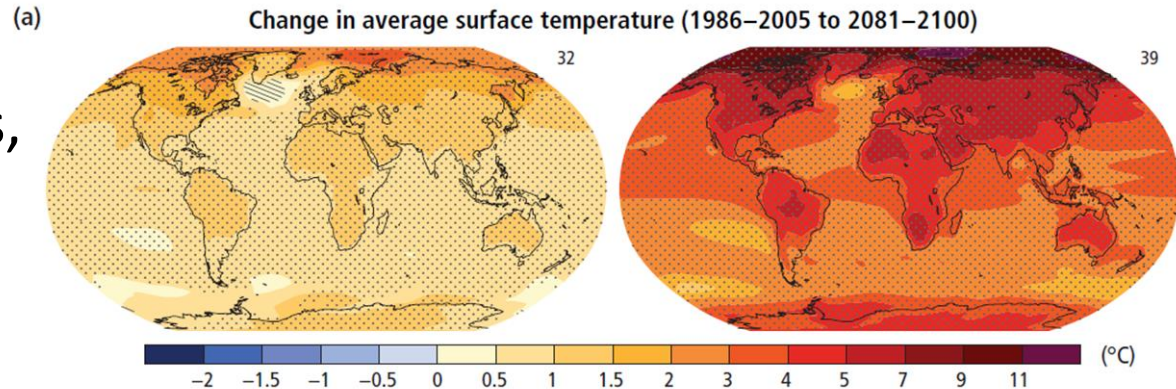 (a)
Change in average surface temperature (1986−2005 to 2081−2100)
32
39
s,
(°C)
−2 −1.5 −1 −0.5 0 0.5 1 1.5 2 3 4 5 7 9 11